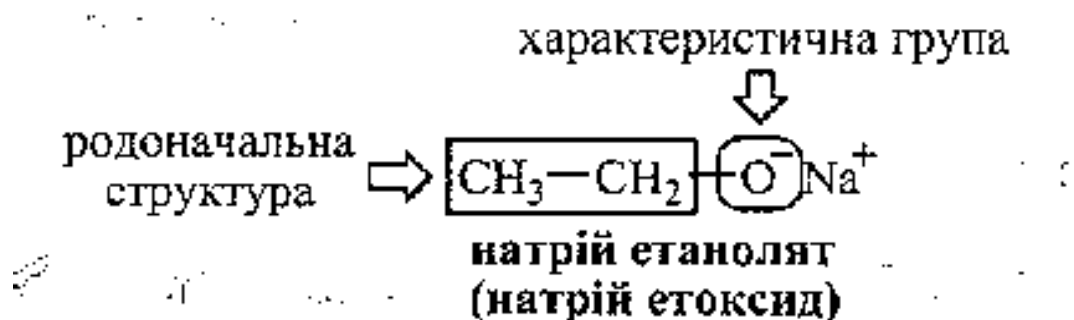 характеристична група
родоначальна
структура
CH₃—CH₂—O⁻Na⁺
натрій етанолят
(натрій етоксид)